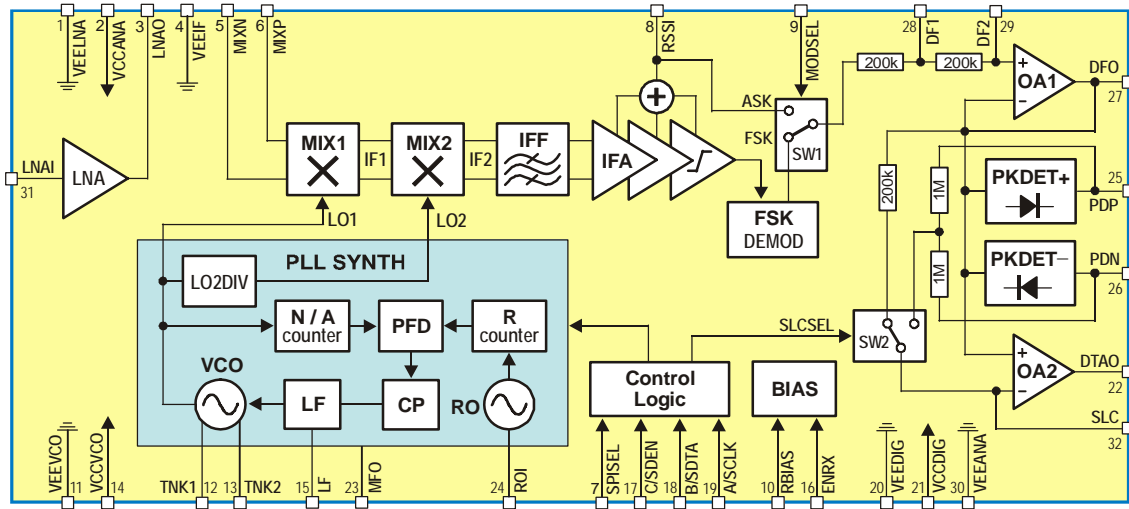 1
VEELNA
2
VCCANA
3
LNAO
4
VEEIF
5
MIXN
6
MIXP
8
RSSI
9
MODSEL
28
DF1
29
DF2
200k
200k
+
OA1
−
DFO
27
ASK
FSK
SW1
MIX1
IF1
MIX2
IF2
IFF
IFA
+
LNAI
31
LNA
LO1
LO2
FSK
DEMOD
200k
1M
1M
PKDET+
25
PDP
PKDET−
PDN
26
PLL SYNTH
LO2DIV
N / A
counter
PFD
R
counter
VCO
LF
CP
RO
SLCSEL
SW2
Control
Logic
BIAS
+
OA2
−
DTAO
22
SLC
32
VEEVCO
11
VCCVCO
14
TNK1
12
13
TNK2
15
LF
23
MFO
24
ROI
7
SPISEL
17
C/SDEN
18
B/SDTA
19
A/SCLK
10
RBIAS
16
ENRX
20
VEEDIG
21
VCCDIG
30
VEEANA